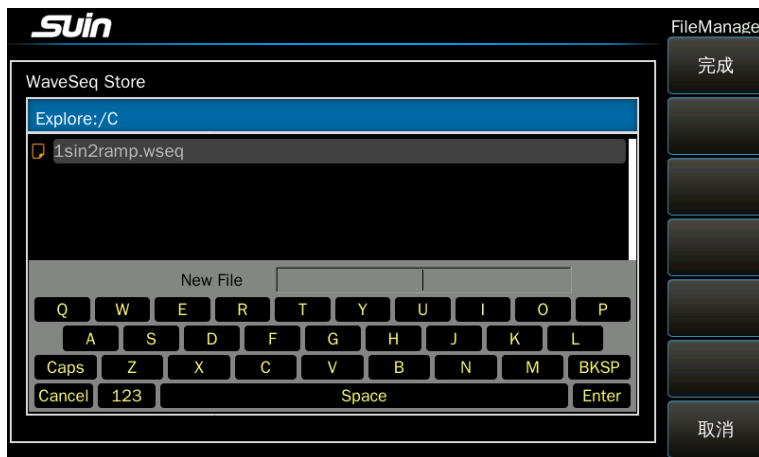 SUin
FileManage
完成
WaveSeq Store
Explore:/C
1sin2ramp.wseq
New File
Q W E R T Y U I O P
A S D F G H J K L
Caps Z X C V B N M BKSP
Cancel 123 Space Enter
取消